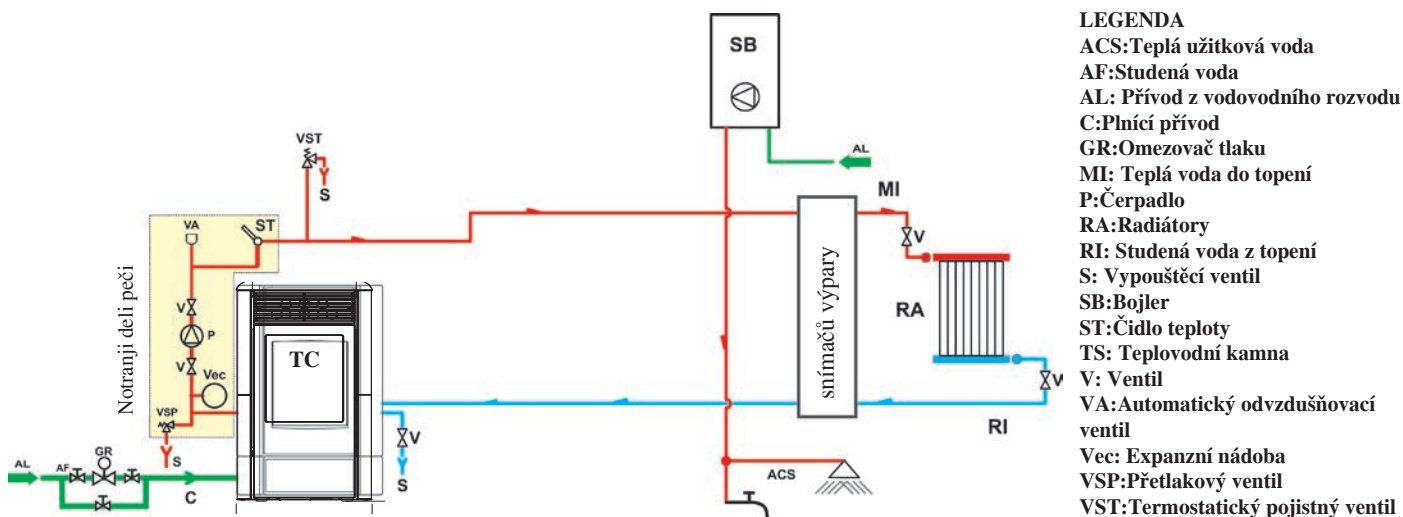 SB
VST
AL
S
MI
VA
ST
V
RA
V
P
V
Vec
VSP
Notranji deli peči
TC
snímačů výpary
V
RI
S
GR
AL
AF
C
V
S
ACS
LEGENDA
ACS:Teplá užitková voda
AF:Studená voda
AL: Přívod z vodovodního rozvodu
C:Plnící přívod
GR:Omezovač tlaku
MI: Teplá voda do topení
P:Čerpadlo
RA:Radiátory
RI: Studená voda z topení
S: Vypouštěcí ventil
SB:Bojler
ST:Čidlo teploty
TS: Teplovodní kamna
V: Ventil
VA:Automatický odvzdušňovací
ventil
Vec: Expanzní nádoba
VSP:Přetlakový ventil
VST:Termostatický pojistný ventil